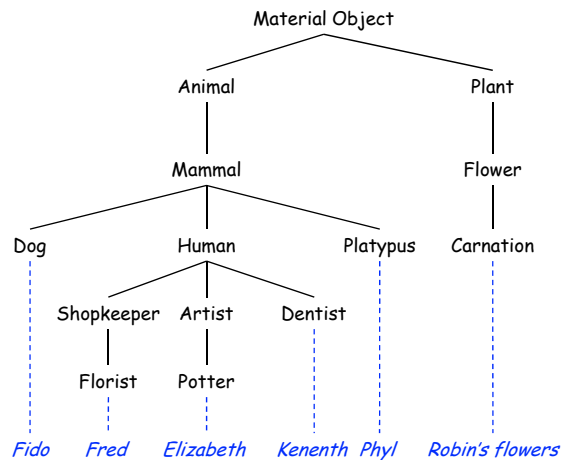 Material Object
Animal Plant
Mammal Flower
Dog Human Platypus Carnation
Shopkeeper Artist Dentist
Florist Potter
Fido Fred Elizabeth Kenenth Phyl Robin's flowers